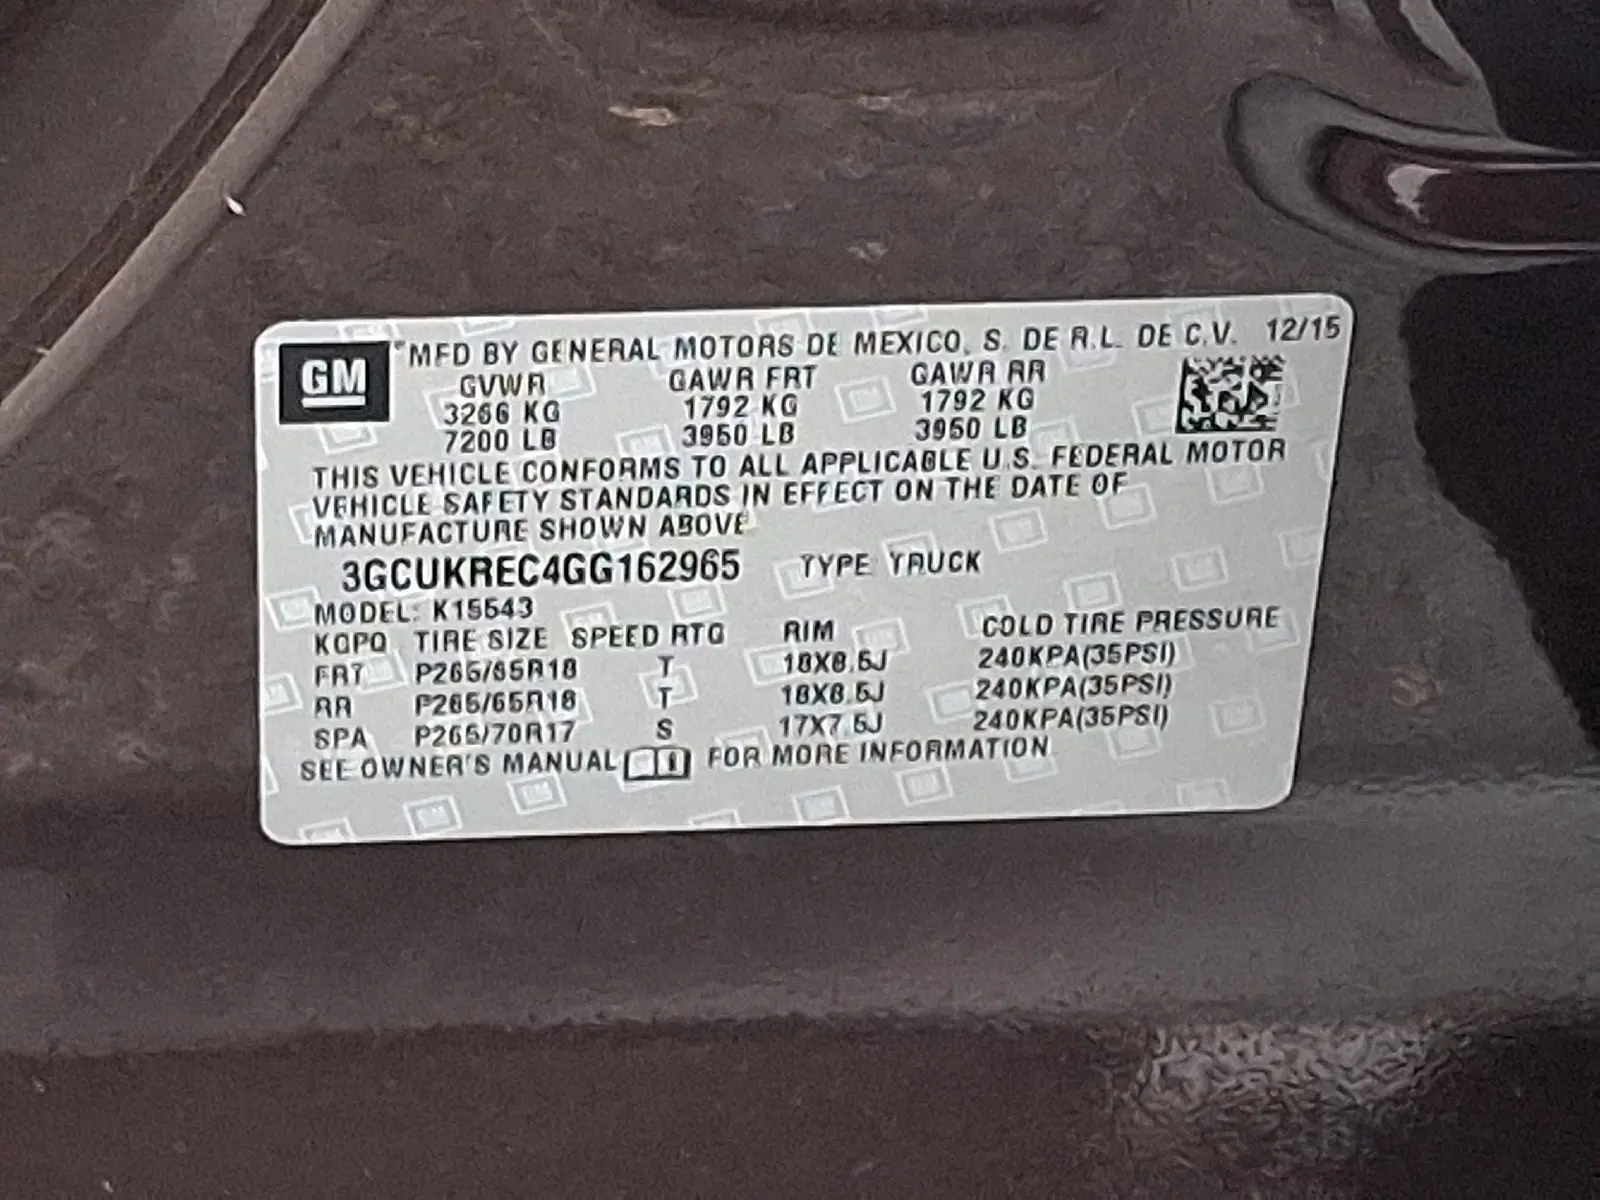 GM
MFD BY GENERAL MOTORS DE MEXICO, S. DE R.L. DE C.V. 12/15
GVWR GAWR FRT GAWR RR
3266 KG 1792 KG 1792 KG
7200 LB 3950 LB 3950 LB
THIS VEHICLE CONFORMS TO ALL APPLICABLE U.S. FEDERAL MOTOR
VEHICLE SAFETY STANDARDS IN EFFECT ON THE DATE OF
MANUFACTURE SHOWN ABOVE
3GCUKREC4GG162965 TYPE: TRUCK
MODEL: K15543
KGPO TIRE SIZE SPEED RTG RIM COLD TIRE PRESSURE
FRT P265/65R18 T 18X8.5J 240KPA(35PSI)
RR P265/65R18 T 18X8.5J 240KPA(35PSI)
SPA P265/70R17 S 17X7.5J 240KPA(35PSI)
SEE OWNER'S MANUAL FOR MORE INFORMATION